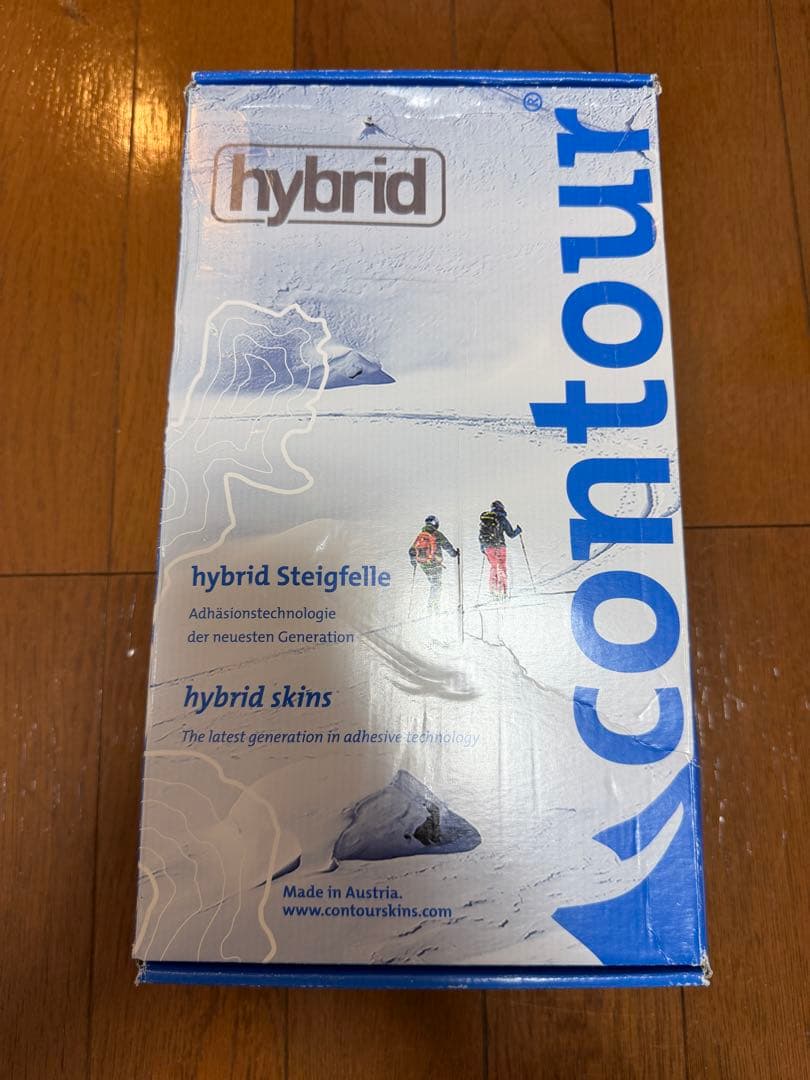 hybrid
contour®
hybrid Steigfelle
Adhäsionstechnologie
der neuesten Generation
hybrid skins
The latest generation in adhesive technology
Made in Austria.
www.contourskins.com